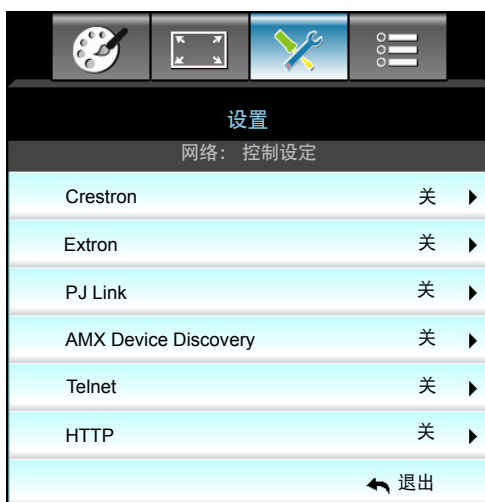 设置
网络： 控制设定
Crestron 关
Extron 关
PJ Link 关
AMX Device Discovery 关
Telnet 关
HTTP 关
退出